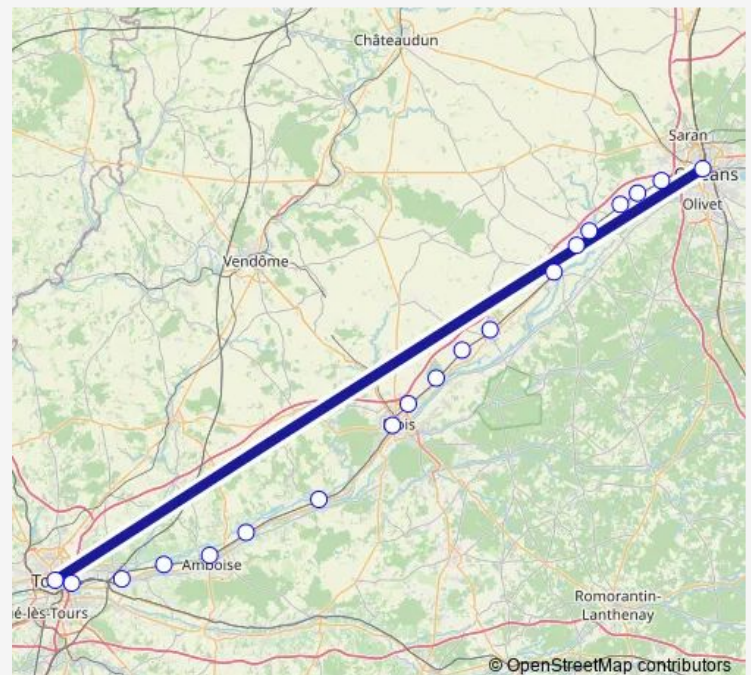 Châteaudun
Saran
Olivet
Vendôme
Amboise
Romorantin-
Lanthenay
© OpenStreetMap contributors